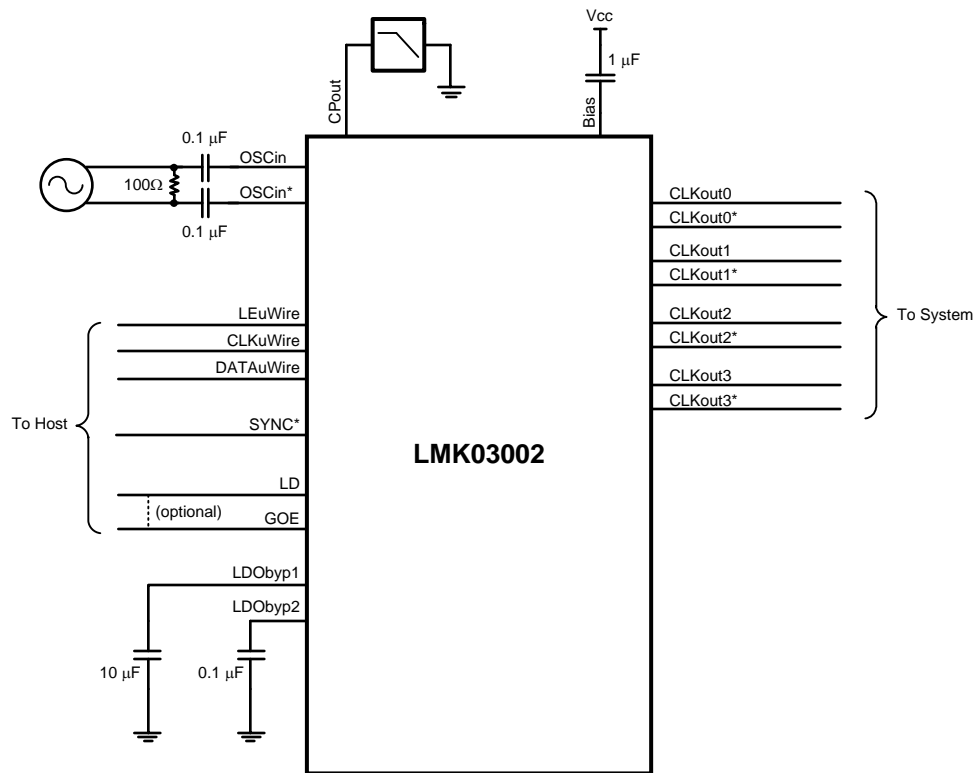 Vcc
1 μF
CPout
Bias
0.1 μF
OSCin
100Ω
OSCin*
0.1 μF
CLKout0
CLKout0*
CLKout1
CLKout1*
CLKout2
CLKout2*
CLKout3
CLKout3*
To System
LEuWire
CLKuWire
DATAuWire
To Host
SYNC*
LMK03002
LD
(optional)
GOE
LDObyp1
LDObyp2
10 μF
0.1 μF